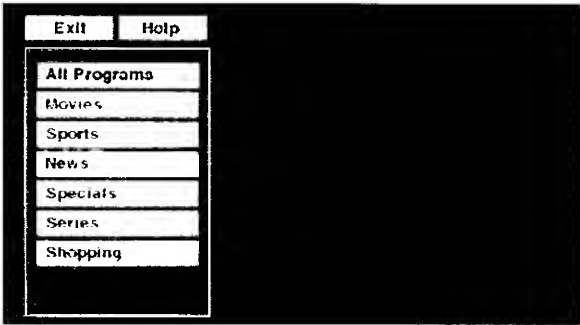 Exit Help
All Programs
Movies
Sports
News
Specials
Series
Shopping